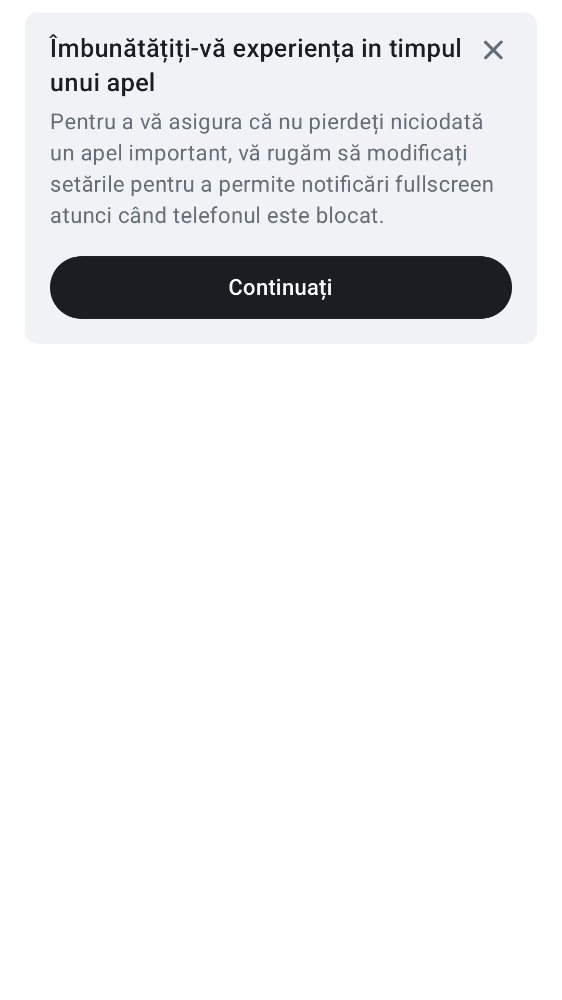 Îmbunătățiți-vă experiența in timpul
unui apel
Pentru a vă asigura că nu pierdeți niciodată
un apel important, vă rugăm să modificați
setările pentru a permite notificări fullscreen
atunci când telefonul este blocat.
Continuați